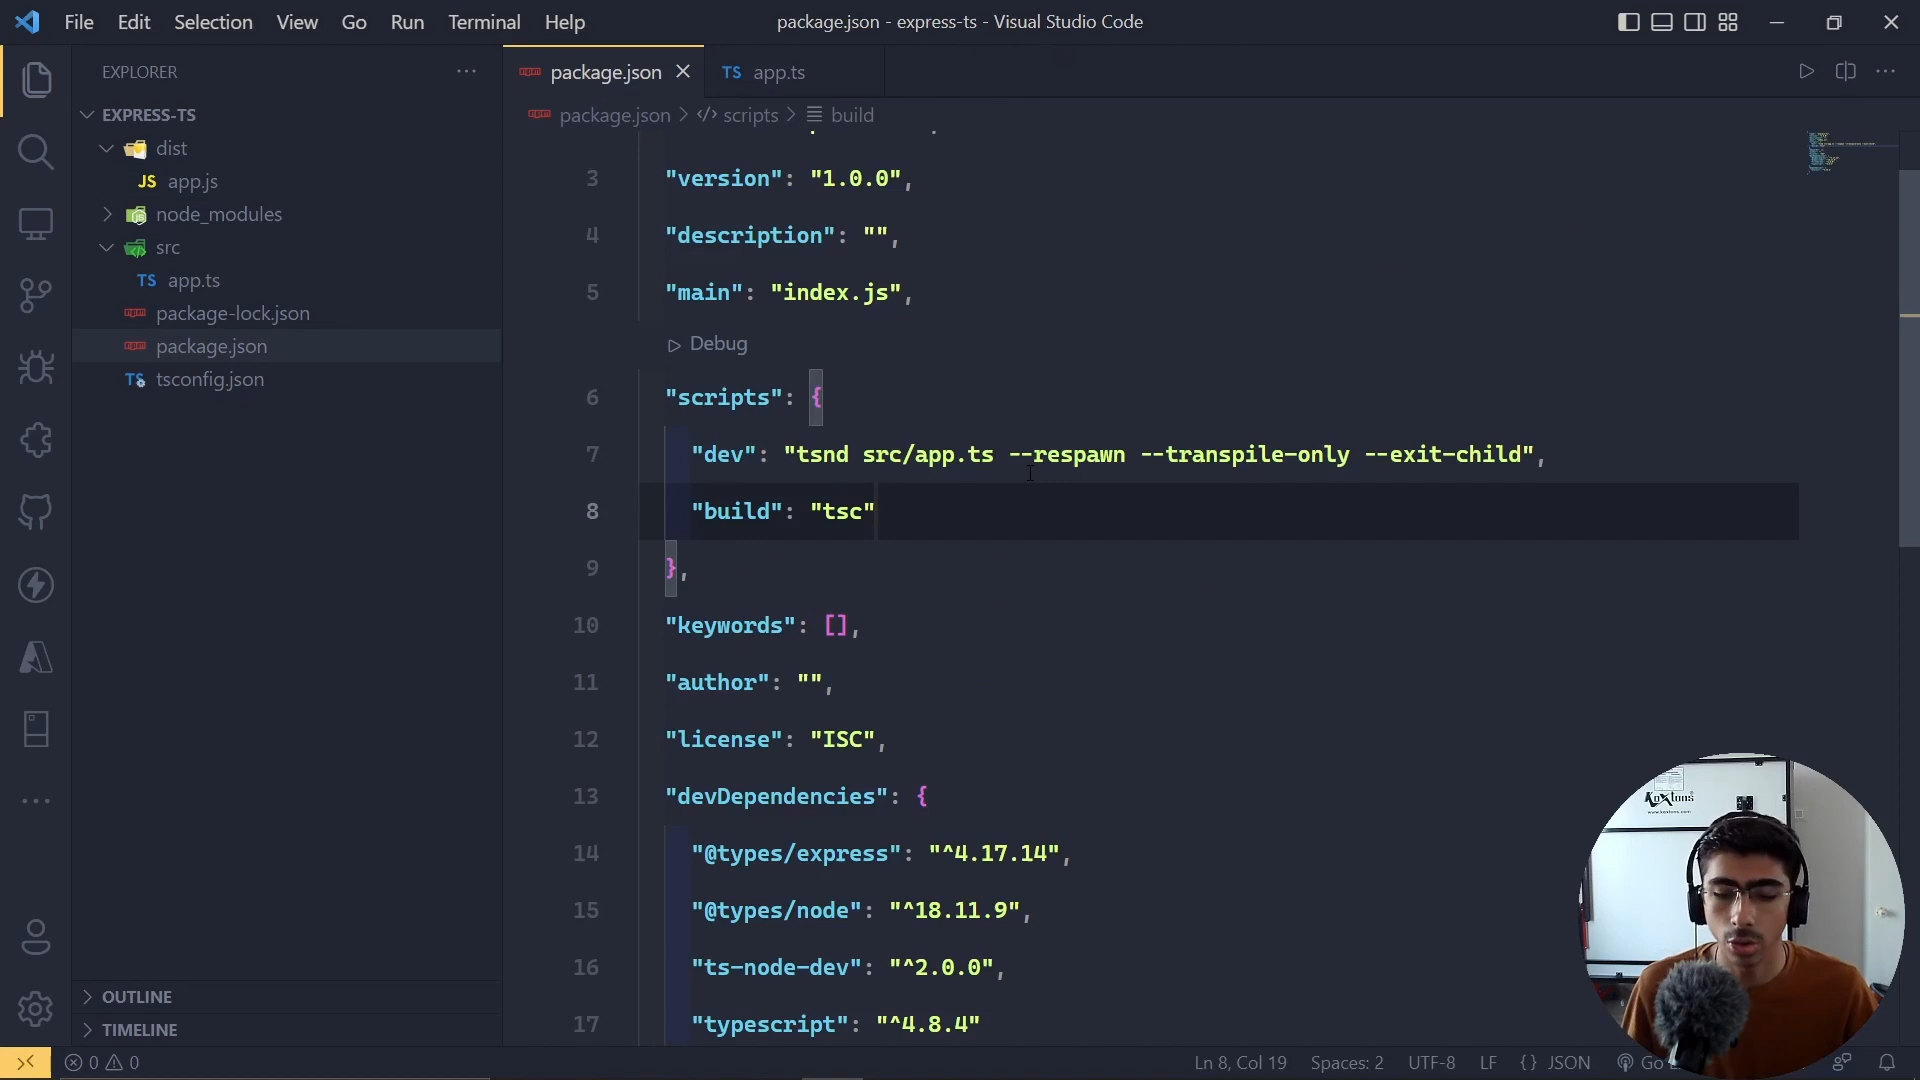 File Edit Selection View Go Run Terminal Help
package.json - express-ts - Visual Studio Code
EXPLORER
EXPRESS-TS
dist
JS app.js
node_modules
src
TS app.ts
package-lock.json
package.json
TS tsconfig.json
OUTLINE
TIMELINE
package.json
TS app.ts
package.json > scripts > build
3 "version": "1.0.0",
4 "description": "",
5 "main": "index.js",
Debug
6 "scripts": {
7 "dev": "tsnd src/app.ts --respawn --transpile-only --exit-child",
8 "build": "tsc"
9 },
10 "keywords": [],
11 "author": "",
12 "license": "ISC",
13 "devDependencies": {
14 "@types/express": "^4.17.14",
15 "@types/node": "^18.11.9",
16 "ts-node-dev": "^2.0.0",
17 "typescript": "^4.8.4"
Koxtons
www.koxtons.com
0 0
Ln 8, Col 19 Spaces: 2 UTF-8 LF {} JSON Go